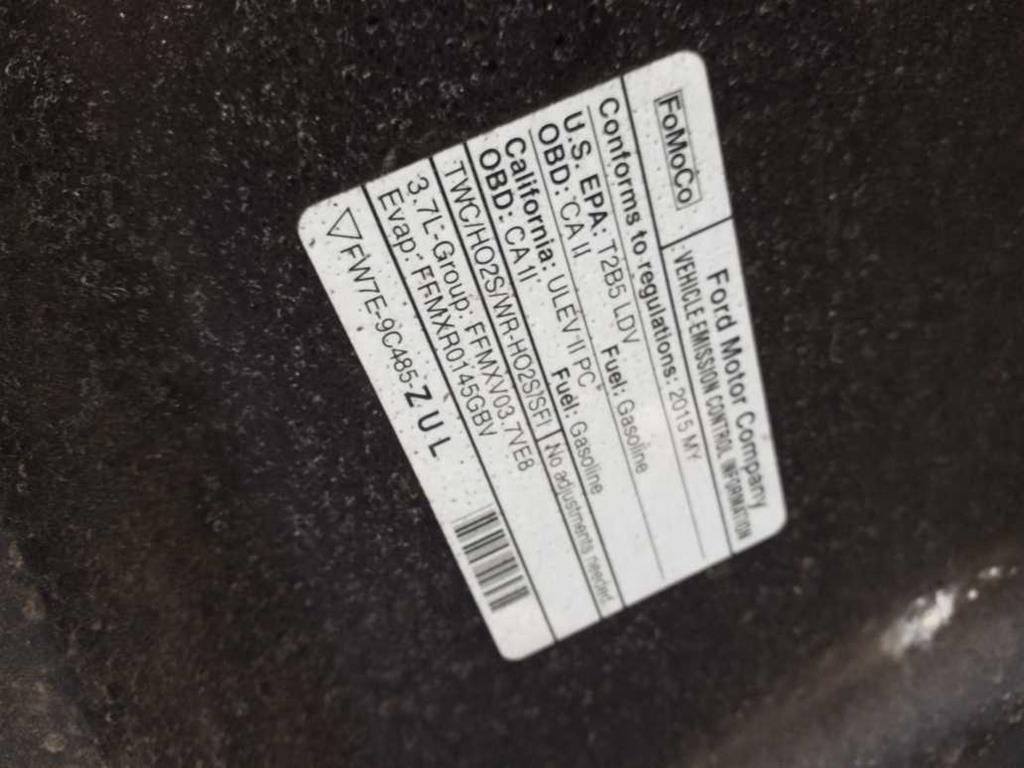 FoMoCo
Ford Motor Company
VEHICLE EMISSION CONTROL INFORMATION
Conforms to regulations: 2015 MY
U.S. EPA: T2B5 LDV Fuel: Gasoline
OBD: CA II
California: ULEV II PC Fuel: Gasoline
OBD: CA II
TWC/HO2S/WR-HO2S/SFI No adjustments needed.
3.7L-Group: FFMXV03.7VE8
Evap: FFMXR0145GBV
FW7E-9C485-ZUL